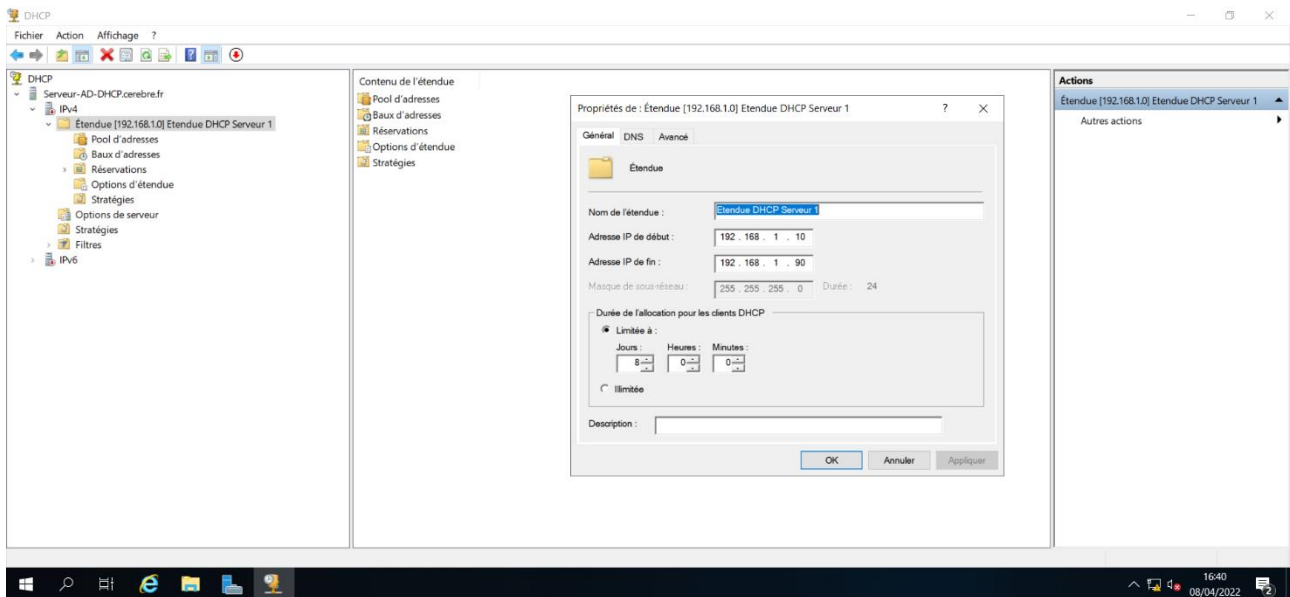 DHCP
Fichier Action Affichage ?
DHCP
Serveur-AD-DHCP.cerebre.fr
IPv4
Étendue [192.168.1.0] Etendue DHCP Serveur 1
Pool d'adresses
Baux d'adresses
Réservations
Options d'étendue
Stratégies
Options de serveur
Stratégies
Filtres
IPv6
Contenu de l'étendue
Pool d'adresses
Baux d'adresses
Réservations
Options d'étendue
Stratégies
Propriétés de : Étendue [192.168.1.0] Etendue DHCP Serveur 1 ?
Général DNS Avancé
Étendue
Nom de l'étendue : Etendue DHCP Serveur 1
Adresse IP de début : 192 . 168 . 1 . 10
Adresse IP de fin : 192 . 168 . 1 . 90
Masque de sous-réseau : 255 . 255 . 255 . 0 Durée : 24
Durée de l'allocation pour les clients DHCP
Limitée à :
Jours : Heures : Minutes :
8 0 0
Illimitée
Description :
OK Annuler Appliquer
Actions
Étendue [192.168.1.0] Etendue DHCP Serveur 1
Autres actions
16:40
08/04/2022
2